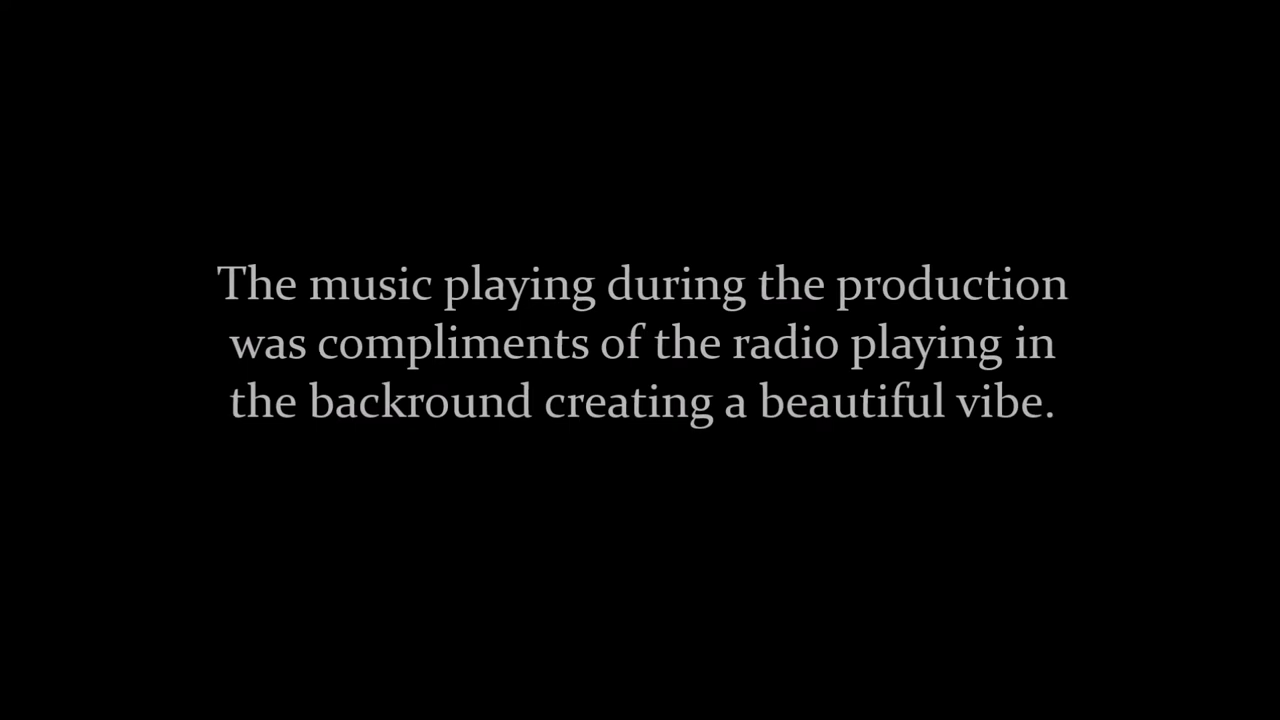 The music playing during the production
was compliments of the radio playing in
the backround creating a beautiful vibe.